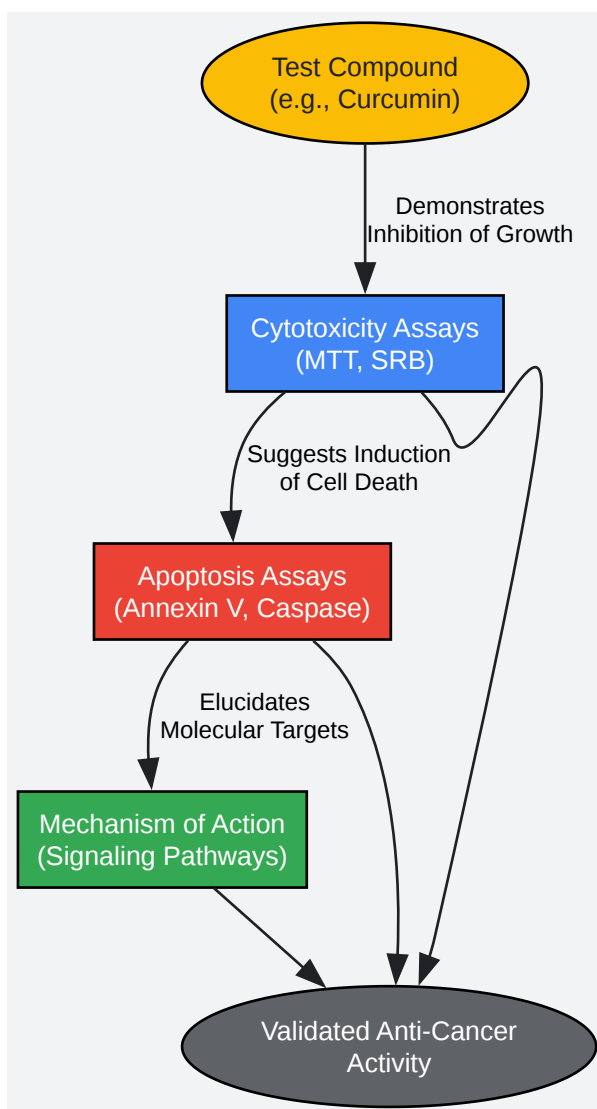 Test Compound
(e.g., Curcumin)
Demonstrates
Inhibition of Growth
Cytotoxicity Assays
(MTT, SRB)
Suggests Induction
of Cell Death
Apoptosis Assays
(Annexin V, Caspase)
Elucidates
Molecular Targets
Mechanism of Action
(Signaling Pathways)
Validated Anti-Cancer
Activity